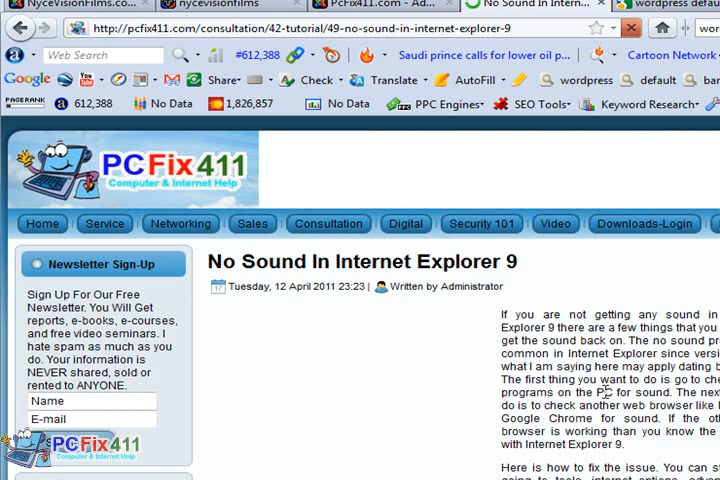 NyceVisionFilms.co...
nycevisionfilms
PcFix411.com - Ad...
No Sound In Intern...
wordpress defau
http://pcfix411.com/consultation/42-tutorial/49-no-sound-in-internet-explorer-9
Web Search
#612,388
Saudi prince calls for lower oil p...
Cartoon Network
Google
Share
Check
Translate
AutoFill
wordpress
default
PAGERANK
612,388
No Data
1,826,857
No Data
PPC Engines
SEO Tools
Keyword Research
PCFix411
Computer & Internet Help
Home
Service
Networking
Sales
Consultation
Digital
Security 101
Video
Downloads-Login
Newsletter Sign-Up
No Sound In Internet Explorer 9
Tuesday, 12 April 2011 23:23 | Written by Administrator
Sign Up For Our Free
Newsletter. You Will Get
reports, e-books, e-courses,
and free video seminars. I
hate spam as much as you
do. Your information is
NEVER shared, sold or
rented to ANYONE.
Name
E-mail
PCFIX411
Computer & Internet Help
If you are not getting any sound in
Explorer 9 there are a few things that you
get the sound back on. The no sound pr
common in Internet Explorer since versi
what I am saying here may apply dating b
The first thing you want to do is go to che
programs on the PC for sound. The next
do is to check another web browser like
Google Chrome for sound. If the oth
browser is working than you know the
with Internet Explorer 9.
Here is how to fix the issue. You can st
going to tools, internet options, advan